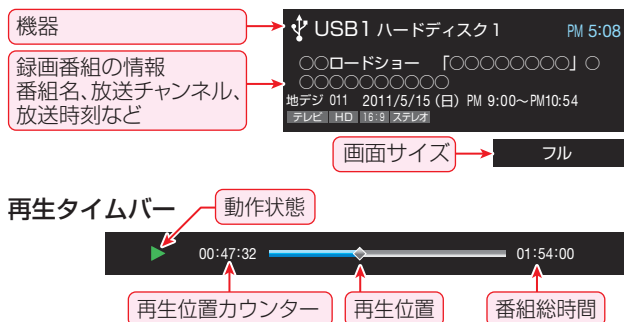 機器
USB1 ハードディスク1 PM 5:08
録画番組の情報
番組名、放送チャンネル、
放送時刻など
○○ロードショー 「○○○○○○○○」○
○○○○○○○○○○
地デジ 011 2011/5/15 (日) PM 9:00~PM10:54
テレビ HD 16:9 ステレオ
画面サイズ フル
再生タイムバー 動作状態
00:47:32 01:54:00
再生位置カウンター 再生位置 番組総時間